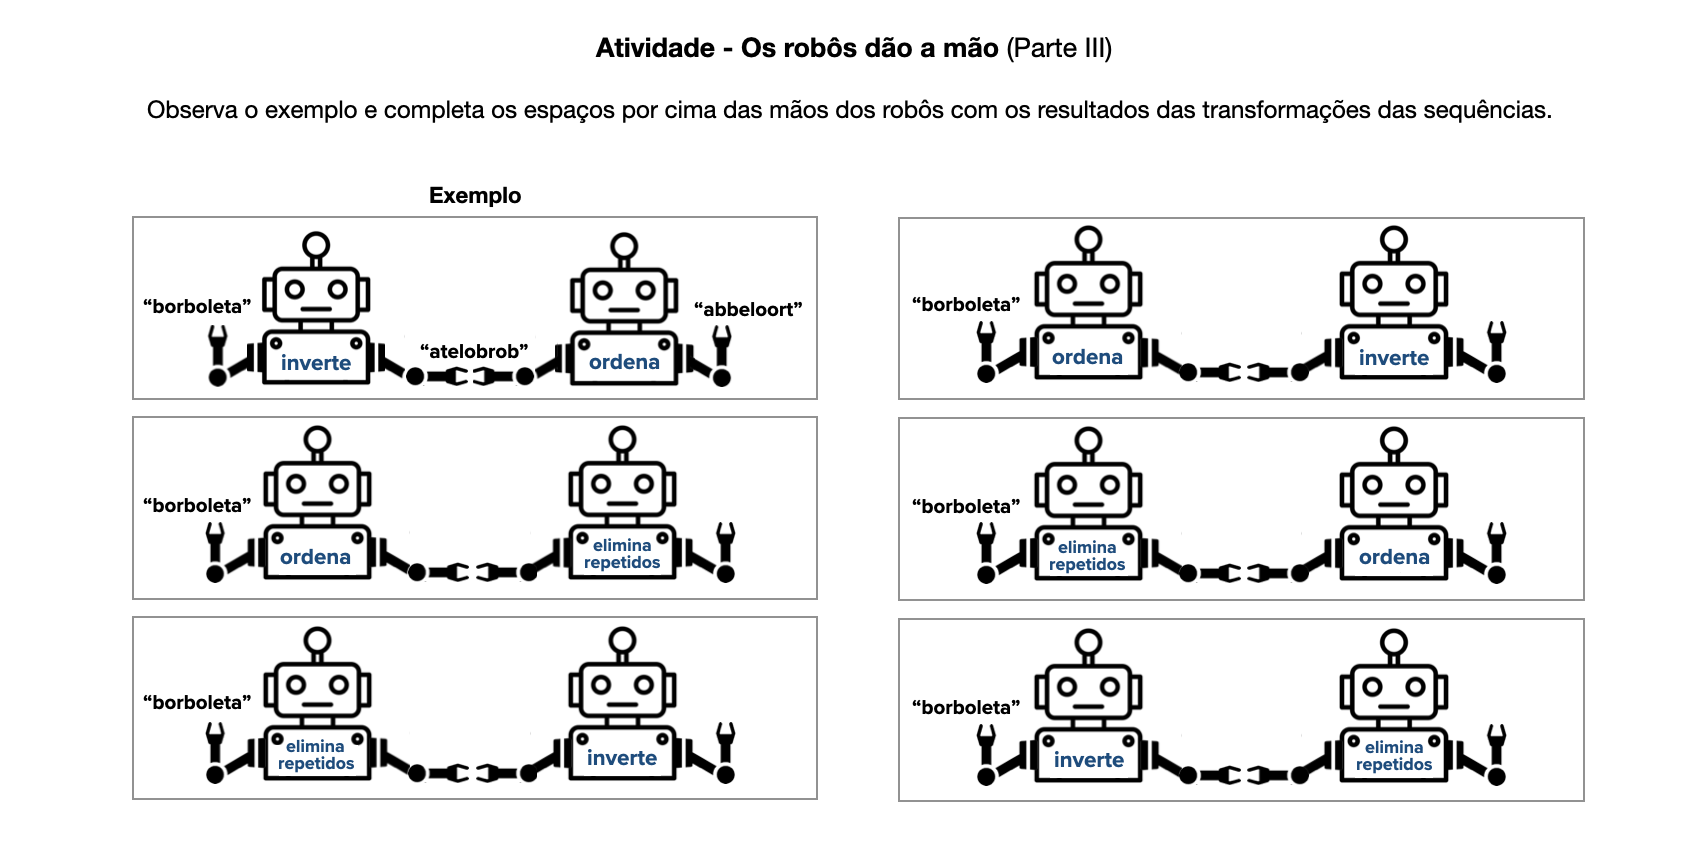 Atividade - Os robôs dão a mão (Parte III)
Observa o exemplo e completa os espaços por cima das mãos dos robôs com os resultados das transformações das sequências.
Exemplo
“borboleta”
inverte
“atelobrob”
ordena
“abbeloort”
“borboleta”
ordena
inverte
“borboleta”
ordena
elimina
repetidos
“borboleta”
elimina
repetidos
ordena
“borboleta”
elimina
repetidos
inverte
“borboleta”
inverte
elimina
repetidos